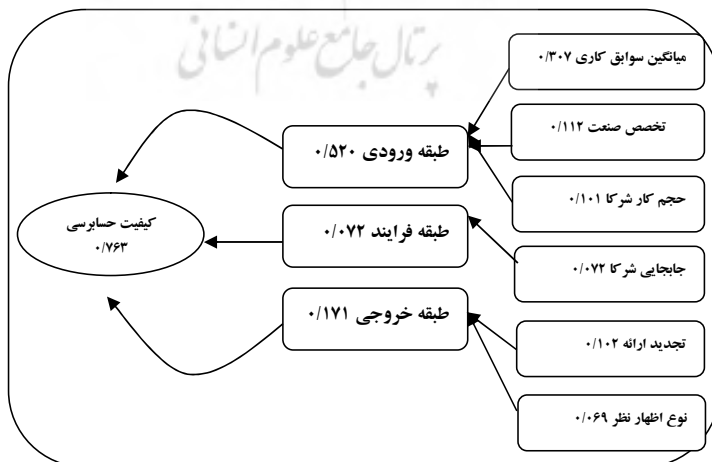 پرتال جامع علوم انسانی
میانگین سوابق کاری ۰/۳۰۷
تخصص صنعت ۰/۱۱۲
حجم کار شرکا ۰/۱۰۱
جابجایی شرکا ۰/۰۷۲
تجدید ارائه ۰/۱۰۲
نوع اظهار نظر ۰/۰۶۹
طبقه ورودی ۰/۵۲۰
طبقه فرایند ۰/۰۷۲
طبقه خروجی ۰/۱۷۱
کیفیت حسابرسی
۰/۷۶۳